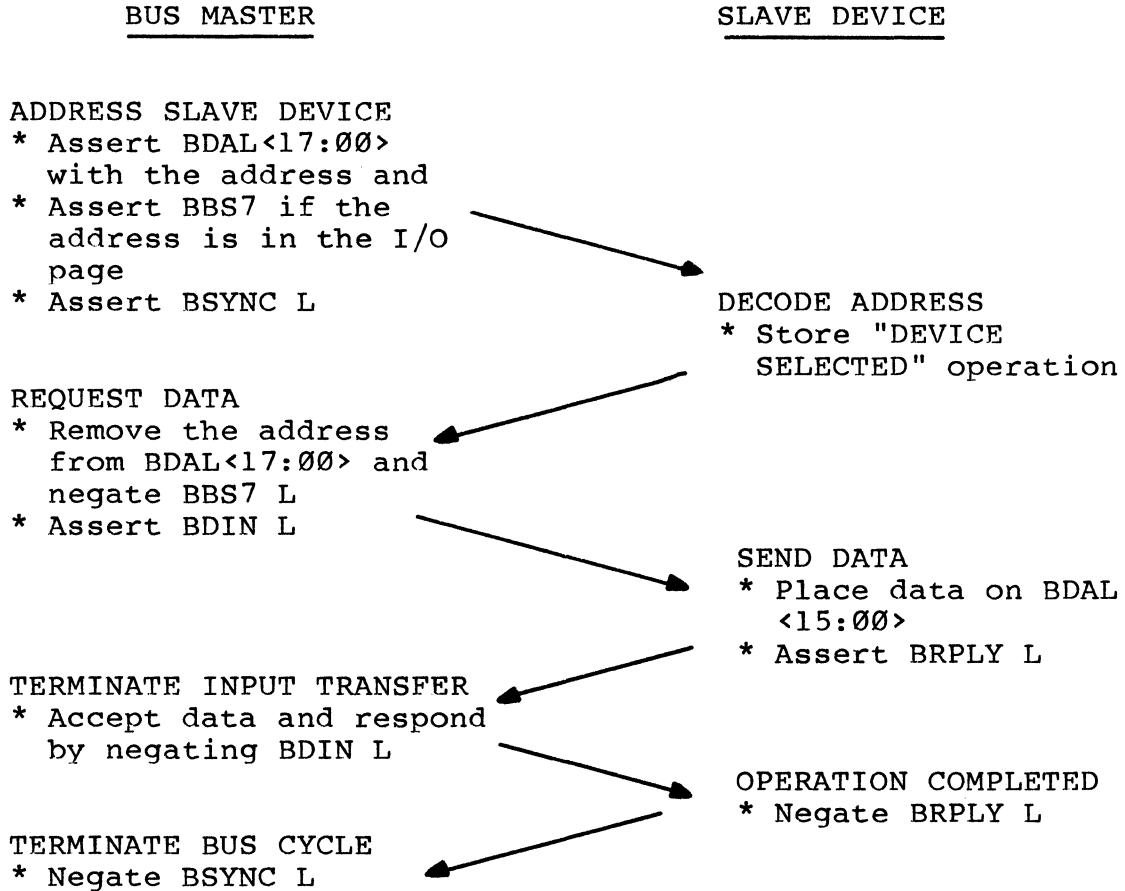 BUS MASTER
SLAVE DEVICE
ADDRESS SLAVE DEVICE
* Assert BDAL<17:ØØ>
with the address and
* Assert BBS7 if the
address is in the I/O
page
* Assert BSYNC L
DECODE ADDRESS
* Store "DEVICE
SELECTED" operation
REQUEST DATA
* Remove the address
from BDAL<17:ØØ> and
negate BBS7 L
* Assert BDIN L
SEND DATA
* Place data on BDAL
<15:ØØ>
* Assert BRPLY L
TERMINATE INPUT TRANSFER
* Accept data and respond
by negating BDIN L
OPERATION COMPLETED
* Negate BRPLY L
TERMINATE BUS CYCLE
* Negate BSYNC L